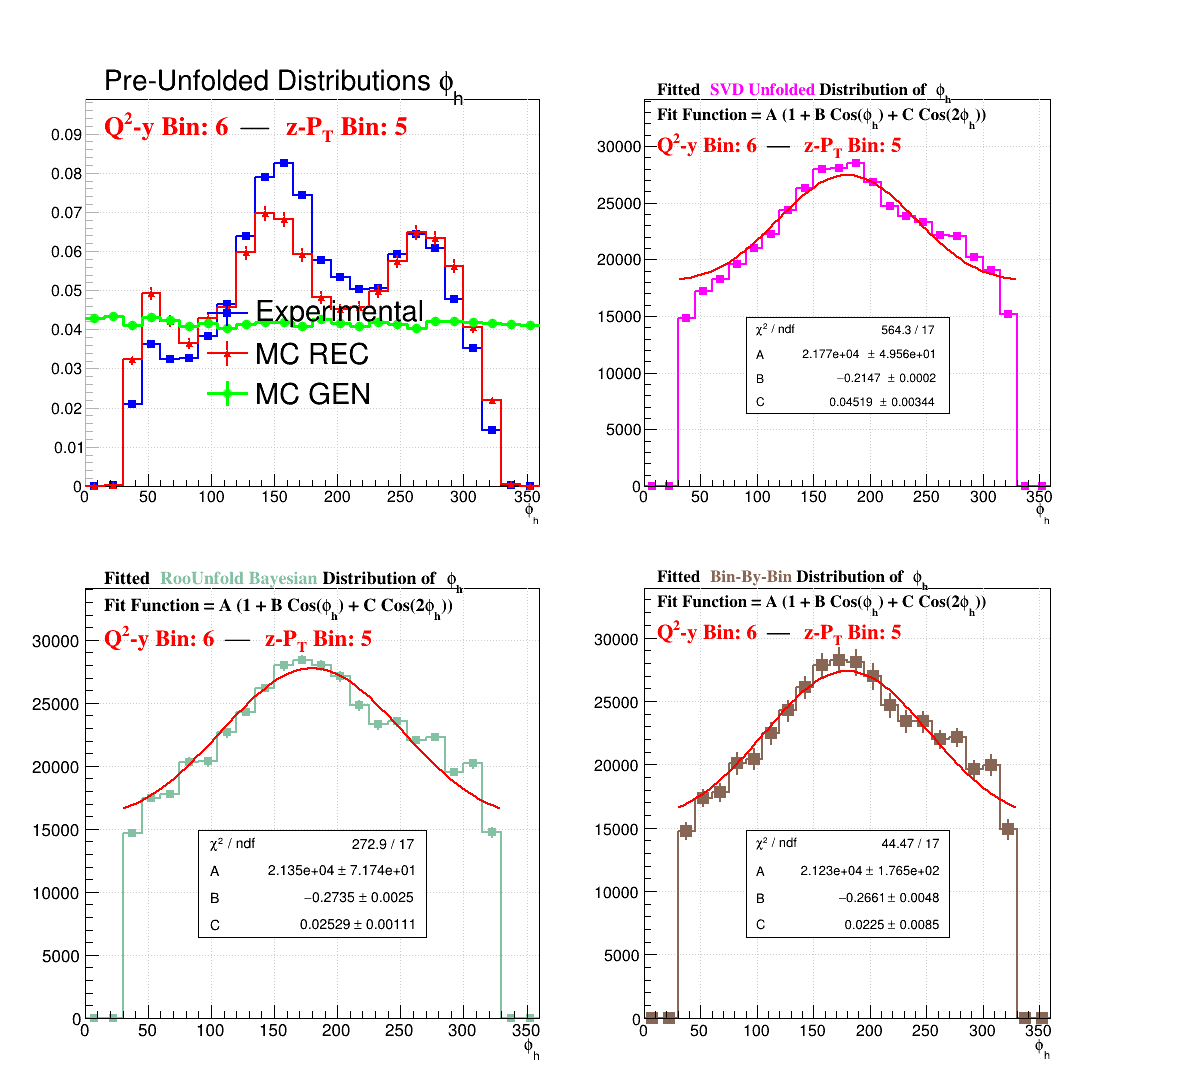 Pre-Unfolded Distributions ϕh
Q2-y Bin: 6 — z-PT Bin: 5
0.09
0.08
0.07
0.06
0.05
0.04
0.03
0.02
0.01
0
Experimental
MC REC
MC GEN
0 50 100 150 200 250 300 350
ϕh
Fitted SVD Unfolded Distribution of ϕh
Fit Function = A (1 + B Cos(ϕh) + C Cos(2ϕh))
Q2-y Bin: 6 — z-PT Bin: 5
30000
25000
20000
15000
10000
5000
0
χ2 / ndf 564.3 / 17
A 2.177e+04 ± 4.956e+01
B −0.2147 ± 0.0002
C 0.04519 ± 0.00344
0 50 100 150 200 250 300 350
ϕh
Fitted RooUnfold Bayesian Distribution of ϕh
Fit Function = A (1 + B Cos(ϕh) + C Cos(2ϕh))
Q2-y Bin: 6 — z-PT Bin: 5
30000
25000
20000
15000
10000
5000
0
χ2 / ndf 272.9 / 17
A 2.135e+04 ± 7.174e+01
B −0.2735 ± 0.0025
C 0.02529 ± 0.00111
0 50 100 150 200 250 300 350
ϕh
Fitted Bin-By-Bin Distribution of ϕh
Fit Function = A (1 + B Cos(ϕh) + C Cos(2ϕh))
Q2-y Bin: 6 — z-PT Bin: 5
30000
25000
20000
15000
10000
5000
0
χ2 / ndf 44.47 / 17
A 2.123e+04 ± 1.765e+02
B −0.2661 ± 0.0048
C 0.0225 ± 0.0085
0 50 100 150 200 250 300 350
ϕh